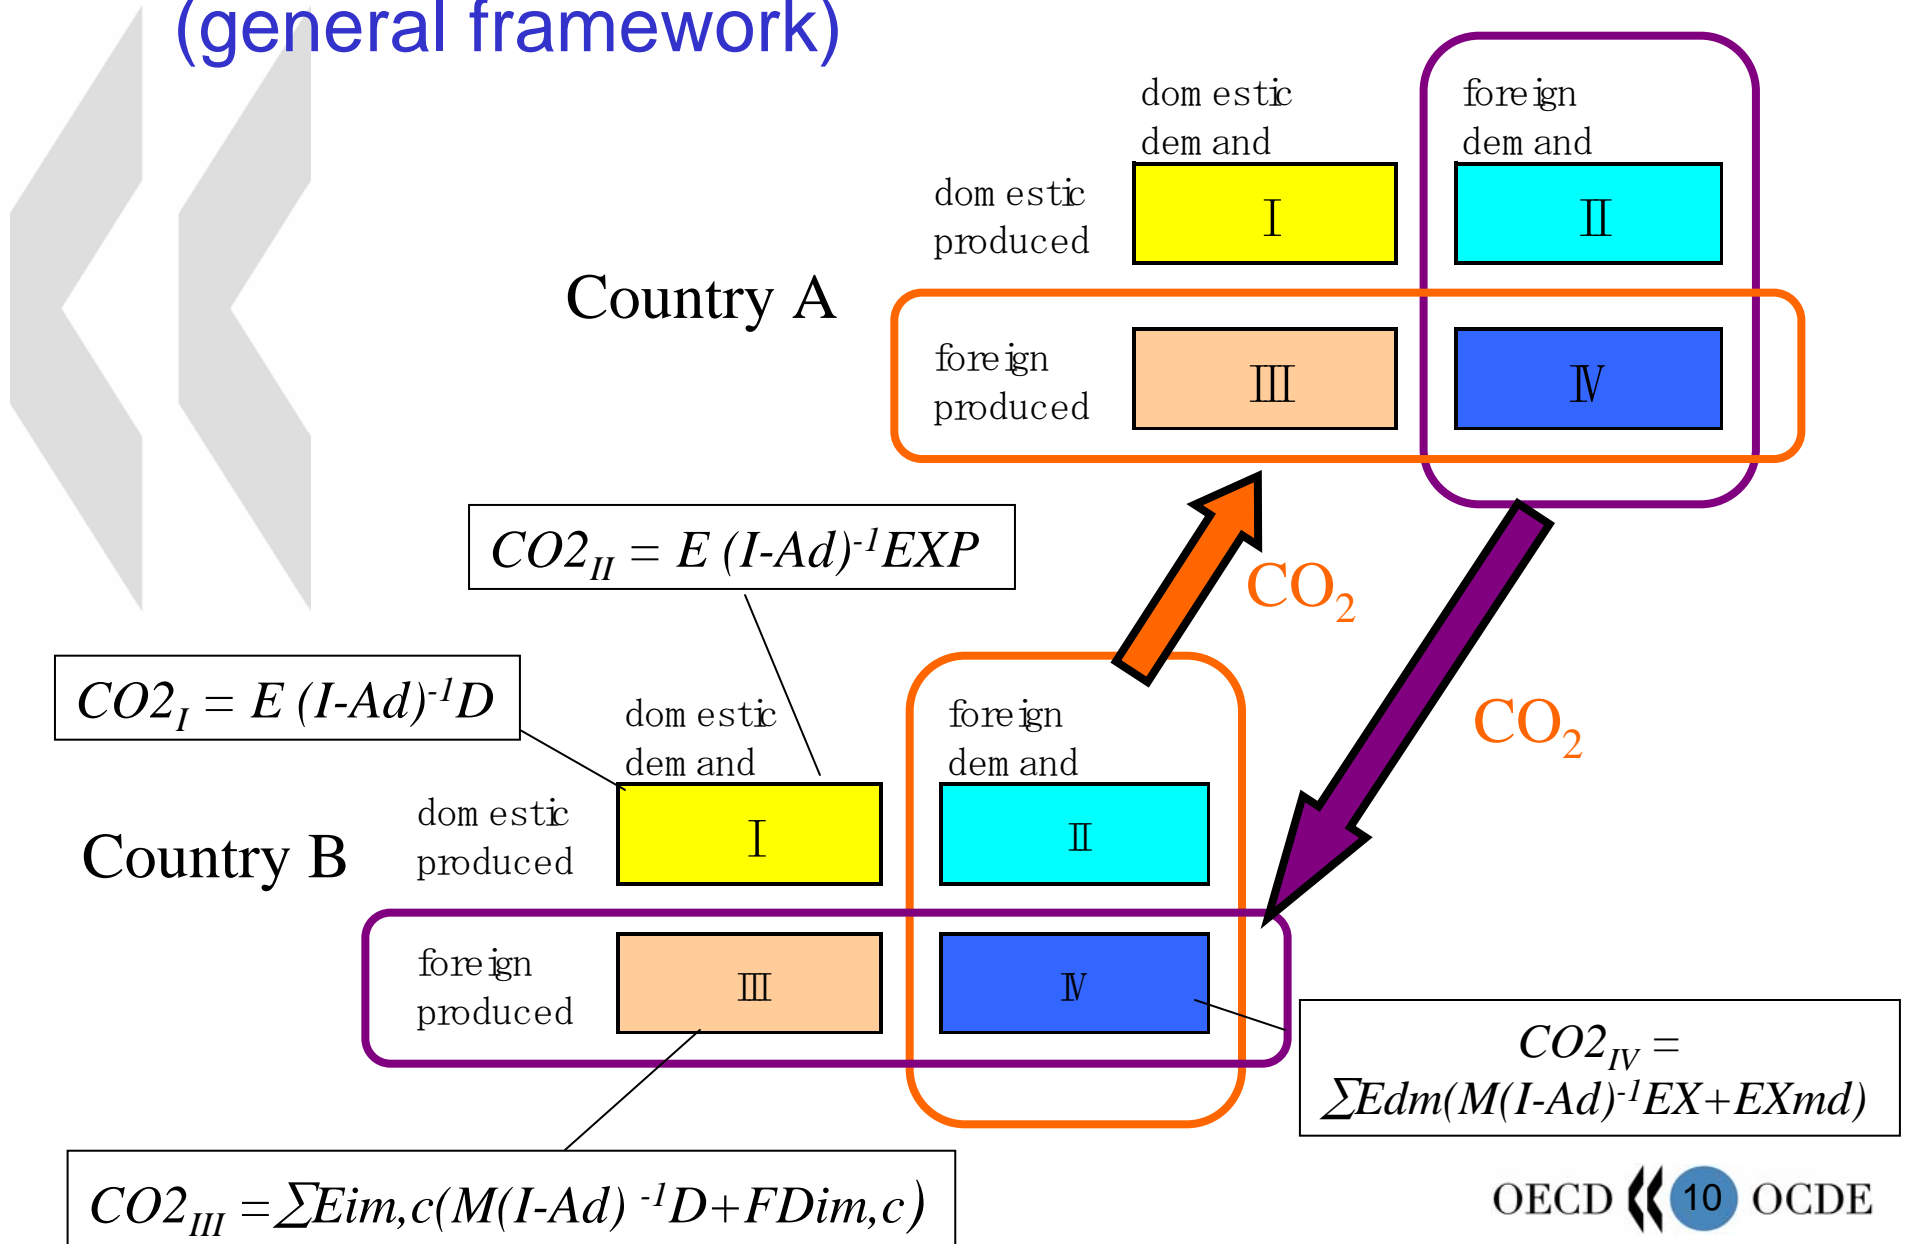 (general framework)
domestic demand
foreign demand
domestic produced
I
II
Country A
foreign produced
III
IV
CO2II = E (I-Ad)-1EXP
CO2
CO2I = E (I-Ad)-1D
CO2
domestic demand
foreign demand
domestic produced
I
II
Country B
foreign produced
III
IV
CO2IV =
∑Edm(M(I-Ad)-1EX+EXmd)
CO2III =∑Eim,c(M(I-Ad) -1D+FDim,c)
OECD 10 OCDE